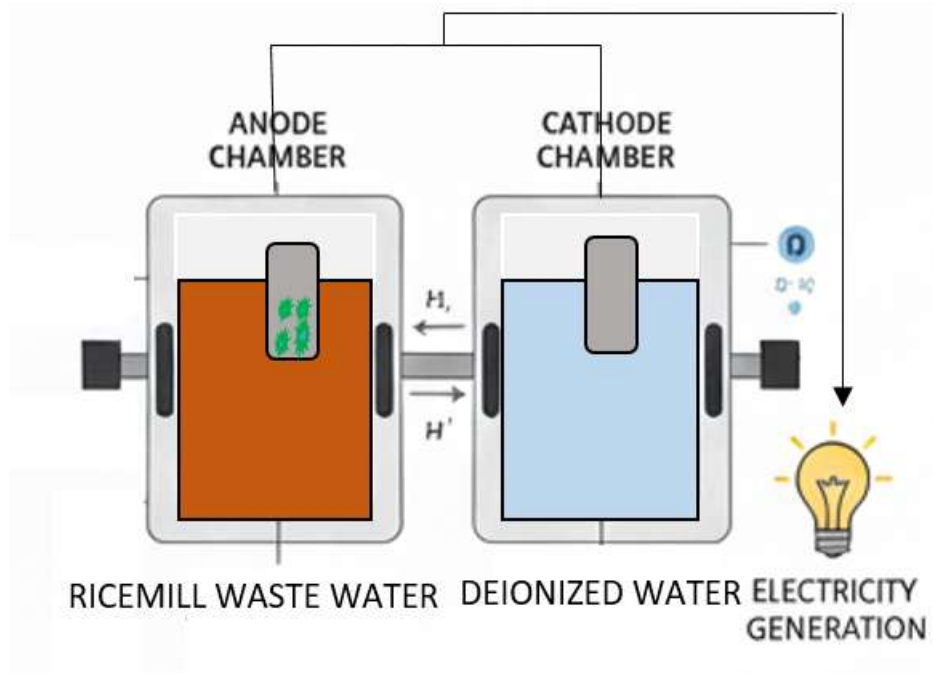 ANODE
CHAMBER
CATHODE
CHAMBER
H'
RICEMILL WASTE WATER
DEIONIZED WATER
ELECTRICITY
GENERATION